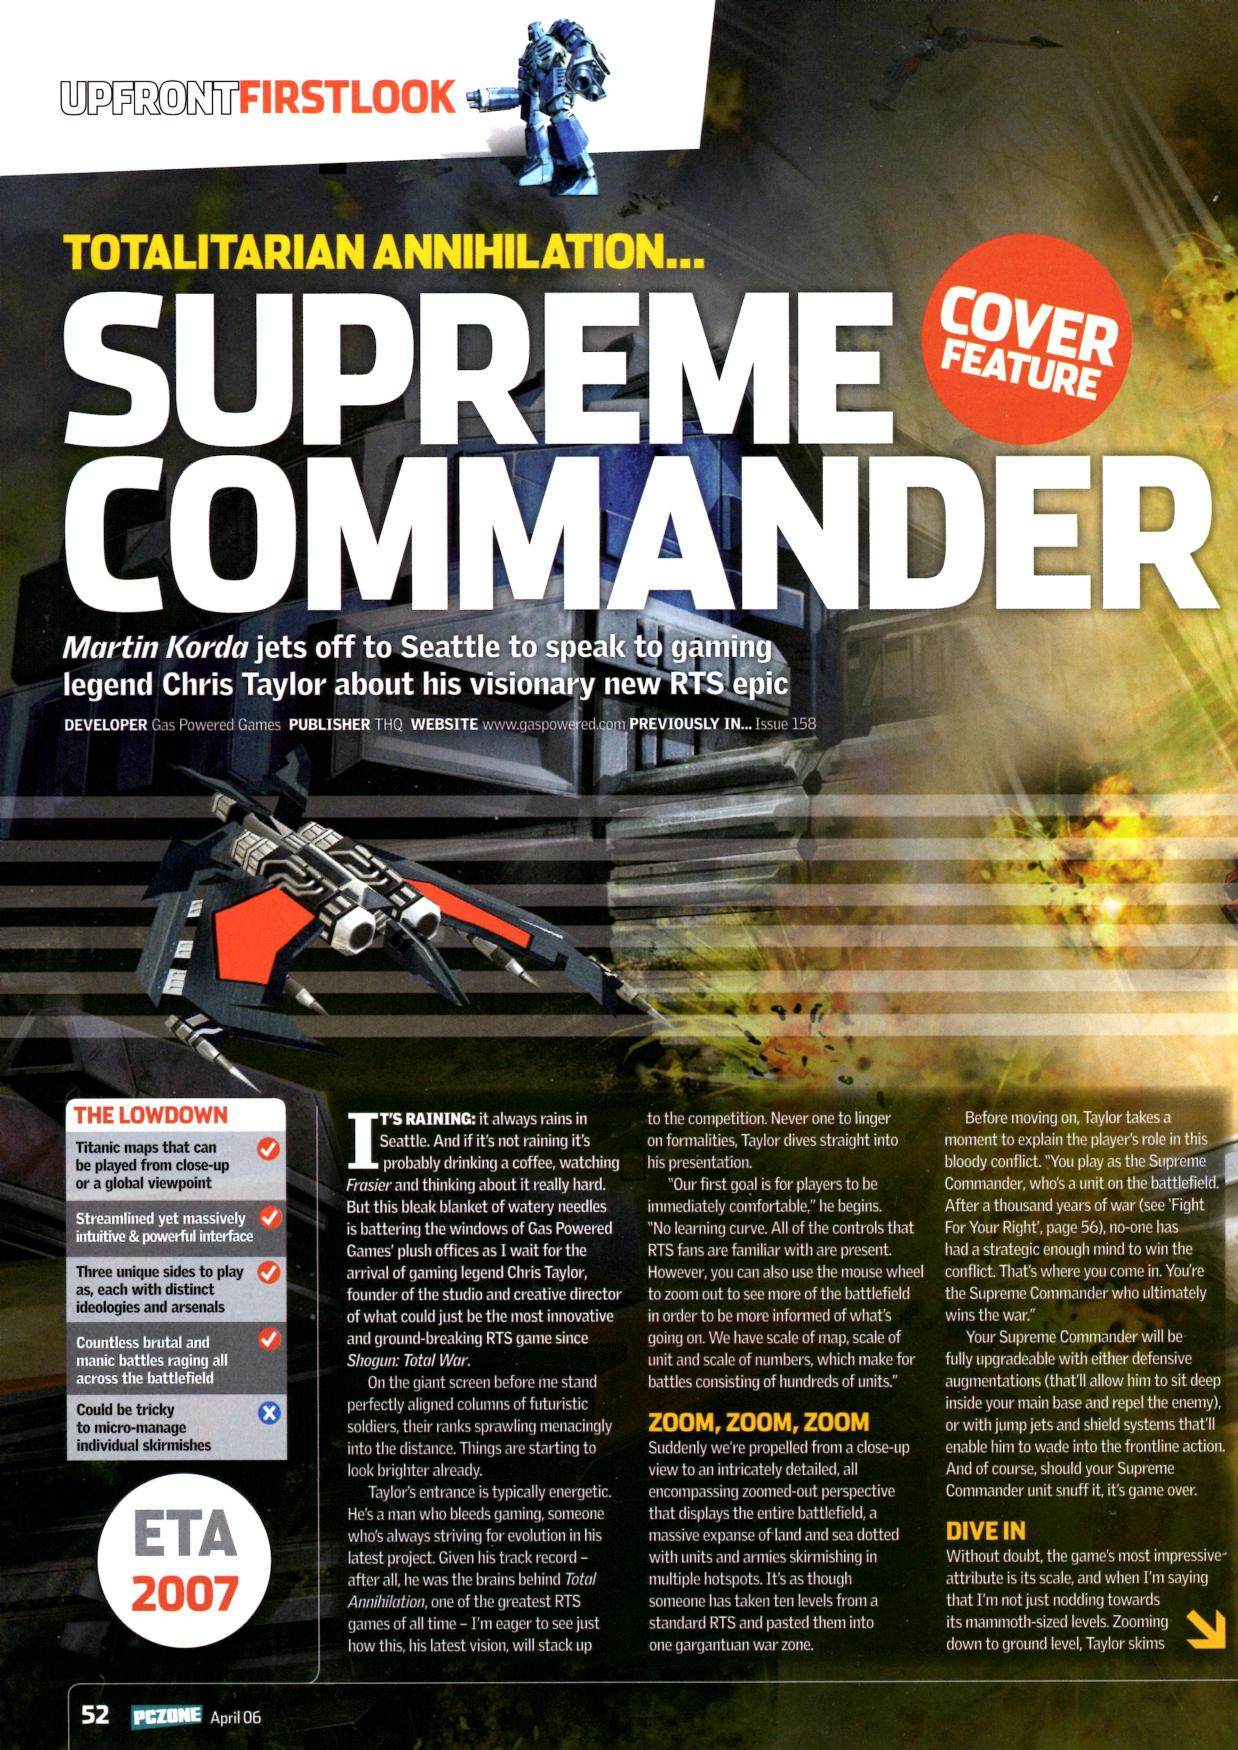 UPFRONTFIRSTLOOK
TOTALITARIAN ANNIHILATION...
SUPREME
COMMANDER
COVER
FEATURE
Martin Korda jets off to Seattle to speak to gaming
legend Chris Taylor about his visionary new RTS epic
DEVELOPER Gas Powered Games PUBLISHER THQ WEBSITE www.gaspowered.com PREVIOUSLY IN... Issue 158
THE LOWDOWN
Titanic maps that can
be played from close-up
or a global viewpoint
Streamlined yet massively
intuitive & powerful interface
Three unique sides to play
as, each with distinct
ideologies and arsenals
Countless brutal and
manic battles raging all
across the battlefield
Could be tricky
to micro-manage
individual skirmishes
ETA
2007
IT'S RAINING: it always rains in
Seattle. And if it's not raining it's
probably drinking a coffee, watching
Frasier and thinking about it really hard.
But this bleak blanket of watery needles
is battering the windows of Gas Powered
Games' plush offices as I wait for the
arrival of gaming legend Chris Taylor,
founder of the studio and creative director
of what could just be the most innovative
and ground-breaking RTS game since
Shogun: Total War.
On the giant screen before me stand
perfectly aligned columns of futuristic
soldiers, their ranks sprawling menacingly
into the distance. Things are starting to
look brighter already.
Taylor's entrance is typically energetic.
He's a man who bleeds gaming, someone
who's always striving for evolution in his
latest project. Given his track record –
after all, he was the brains behind Total
Annihilation, one of the greatest RTS
games of all time – I'm eager to see just
how this, his latest vision, will stack up
to the competition. Never one to linger
on formalities, Taylor dives straight into
his presentation.
"Our first goal is for players to be
immediately comfortable," he begins.
"No learning curve. All of the controls that
RTS fans are familiar with are present.
However, you can also use the mouse wheel
to zoom out to see more of the battlefield
in order to be more informed of what's
going on. We have scale of map, scale of
unit and scale of numbers, which make for
battles consisting of hundreds of units."
ZOOM, ZOOM, ZOOM
Suddenly we're propelled from a close-up
view to an intricately detailed, all
encompassing zoomed-out perspective
that displays the entire battlefield, a
massive expanse of land and sea dotted
with units and armies skirmishing in
multiple hotspots. It's as though
someone has taken ten levels from a
standard RTS and pasted them into
one gargantuan war zone.
Before moving on, Taylor takes a
moment to explain the player's role in this
bloody conflict. "You play as the Supreme
Commander, who's a unit on the battlefield.
After a thousand years of war (see 'Fight
For Your Right', page 56), no-one has
had a strategic enough mind to win the
conflict. That's where you come in. You're
the Supreme Commander who ultimately
wins the war."
Your Supreme Commander will be
fully upgradeable with either defensive
augmentations (that'll allow him to sit deep
inside your main base and repel the enemy),
or with jump jets and shield systems that'll
enable him to wade into the frontline action.
And of course, should your Supreme
Commander unit snuff it, it's game over.
DIVE IN
Without doubt, the game's most impressive
attribute is its scale, and when I'm saying
that I'm not just nodding towards
its mammoth-sized levels. Zooming
down to ground level, Taylor skims
52 PCZONE April 06